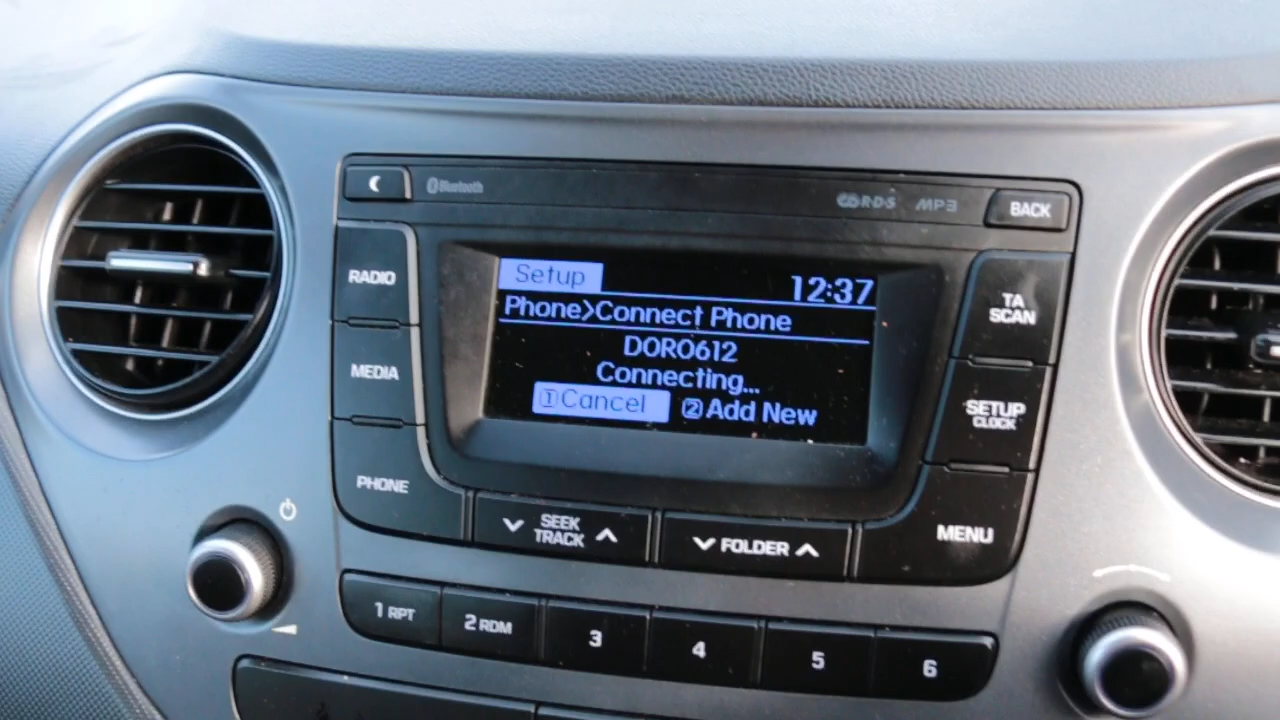 Bluetooth
RDS MP3
BACK
RADIO
MEDIA
PHONE
Setup 12:37
Phone>Connect Phone
DORO612
Connecting...
1 Cancel 2 Add New
TA
SCAN
SETUP
CLOCK
MENU
SEEK
TRACK
FOLDER
1 RPT
2 RDM
3
4
5
6